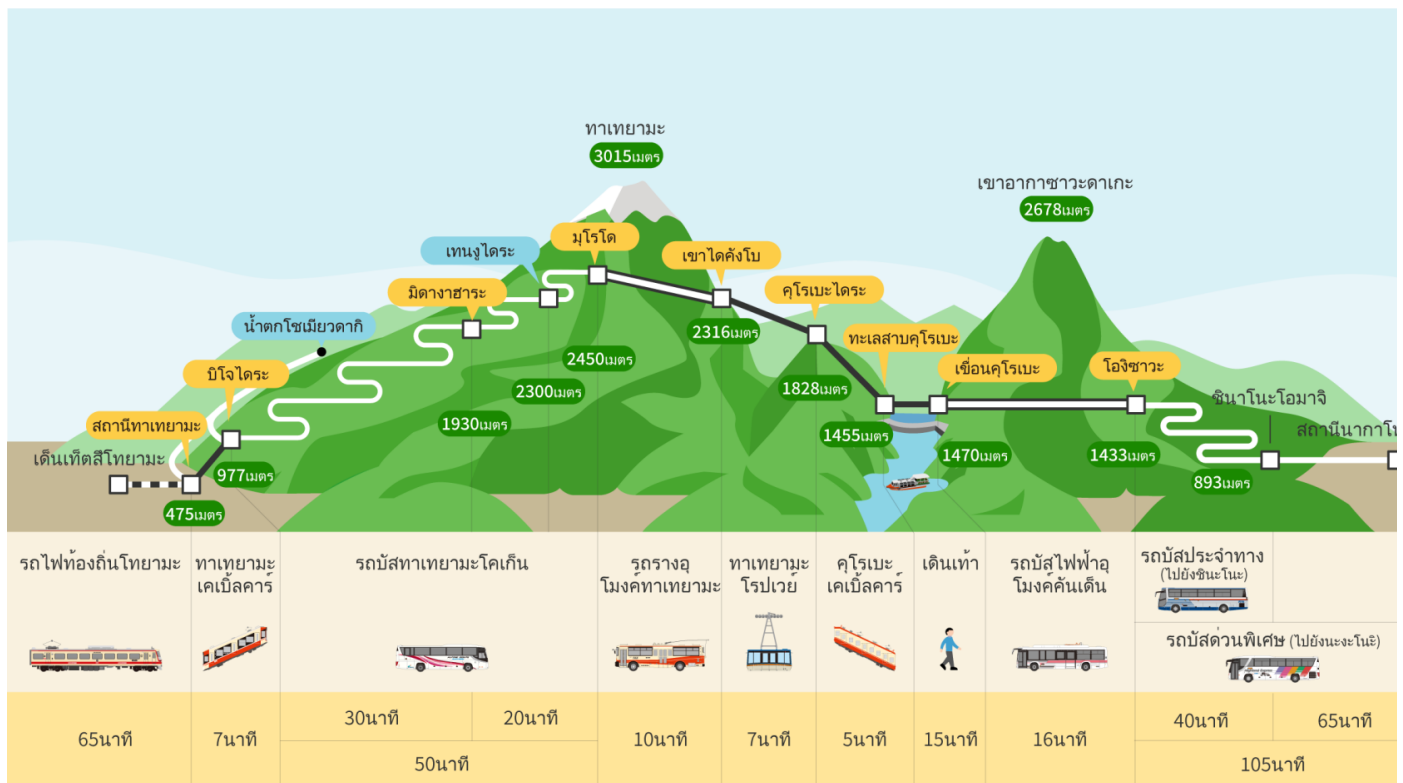 ทาเทยามะ
3015เมตร
เขาอากาซาวะดาเกะ
2678เมตร
เทนงูไดระ
มุโรโด
เขาไดคังโบ
มิดางาฮาระ
คุโรเบะไดระ
น้ำตกโชเมียวดากิ
2316เมตร
ทะเลสาบคุโรเบะ
2450เมตร
บิโจไดระ
เขื่อนคุโรเบะ
โองิซาวะ
2300เมตร
1828เมตร
ชินาโนะโอมาจิ
สถานีทาเทยามะ
1930เมตร
1455เมตร
สถานีนากาโน
เด็นเท็ตสึโทยามะ
977เมตร
1470เมตร
1433เมตร
893เมตร
475เมตร
รถไฟท้องถิ่นโทยามะ
ทาเทยามะ
เคเบิ้ลคาร์
รถบัสทาเทยามะโคเก็น
รถรางอุ
โมงค์ทาเทยามะ
ทาเทยามะ
โรปเวย์
คุโรเบะ
เคเบิ้ลคาร์
เดินเท้า
รถบัสไฟฟ้าอุ
โมงค์คันเด็น
รถบัสประจำทาง
(ไปยังชินะโนะ)
รถบัสด่วนพิเศษ (ไปยังนะงะโนะ)
65นาที
7นาที
30นาที
20นาที
50นาที
10นาที
7นาที
5นาที
15นาที
16นาที
40นาที
65นาที
105นาที